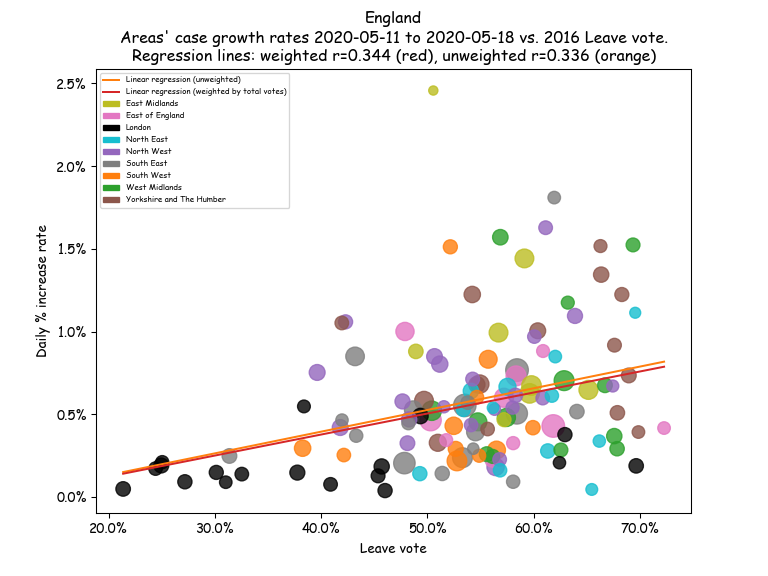 England
Areas' case growth rates 2020-05-11 to 2020-05-18 vs. 2016 Leave vote.
Regression lines: weighted r=0.344 (red), unweighted r=0.336 (orange)
Linear regression (unweighted)
Linear regression (weighted by total votes)
East Midlands
East of England
London
North East
North West
South East
South West
West Midlands
Yorkshire and The Humber
2.5%
2.0%
1.5%
1.0%
0.5%
0.0%
Daily % increase rate
20.0% 30.0% 40.0% 50.0% 60.0% 70.0%
Leave vote